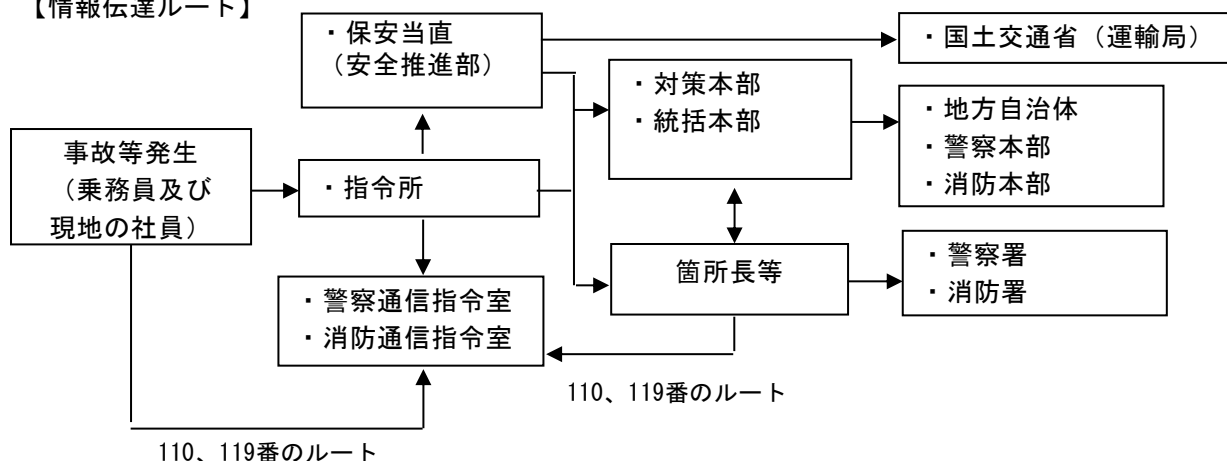 【情報伝達ルート】
・保安当直
（安全推進部）
・国土交通省（運輸局）
・対策本部
・統括本部
・地方自治体
・警察本部
・消防本部
事故等発生
（乗務員及び
現地の社員）
・指令所
箇所長等
・警察署
・消防署
・警察通信指令室
・消防通信指令室
110、119番のルート
110、119番のルート